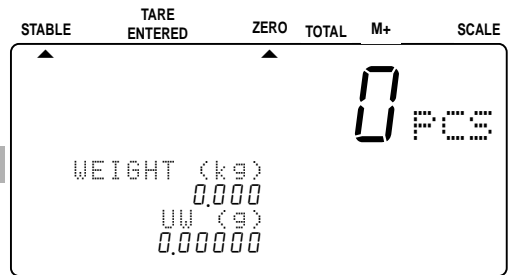 STABLE TARE ENTERED ZERO TOTAL M+ SCALE
0 PCS
WEIGHT (kg)
0.000
UW (g)
0.00000